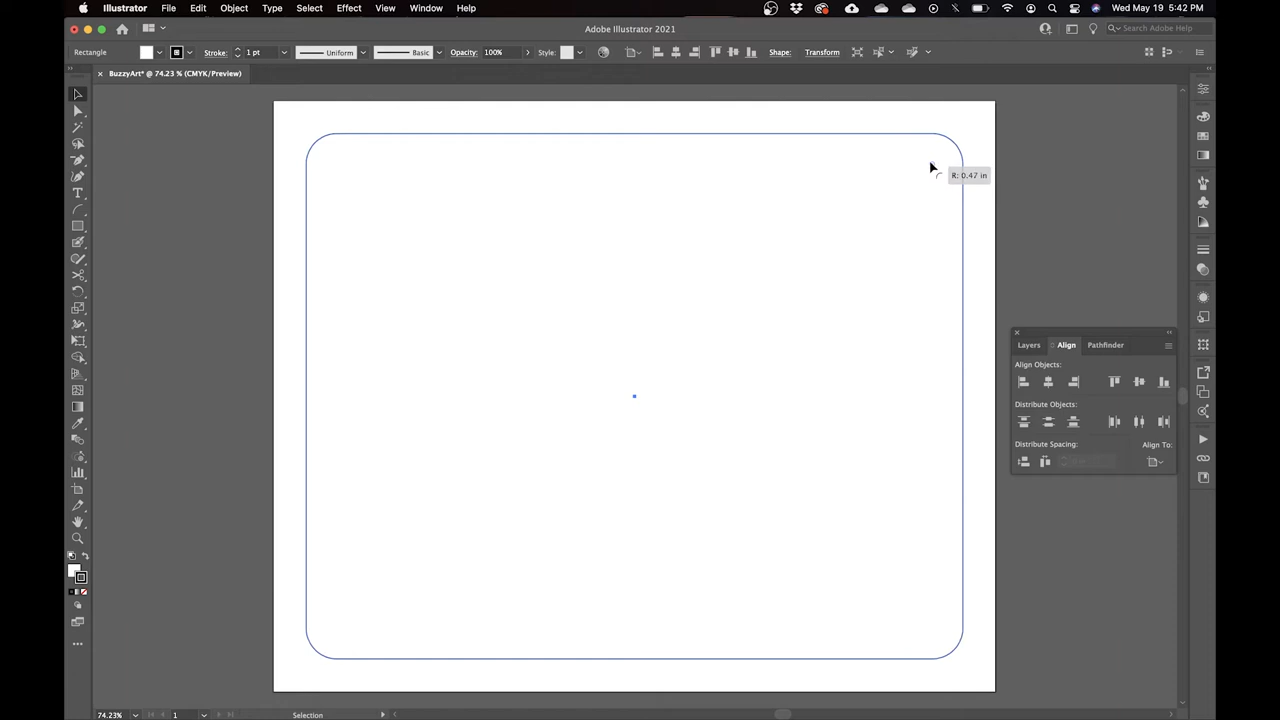 Illustrator File Edit Object Type Select Effect View Window Help Wed May 19 5:42 PM
Adobe Illustrator 2021 Search Adobe Help
Rectangle Stroke: 1 pt Uniform Basic Opacity: 100% Style: Shape: Transform
× BuzzyArt* @ 74.23 % (CMYK/Preview)
R: 0.47 in
Layers Align Pathfinder
Align Objects:
Distribute Objects:
Distribute Spacing: Align To:
74.23% 1 Selection